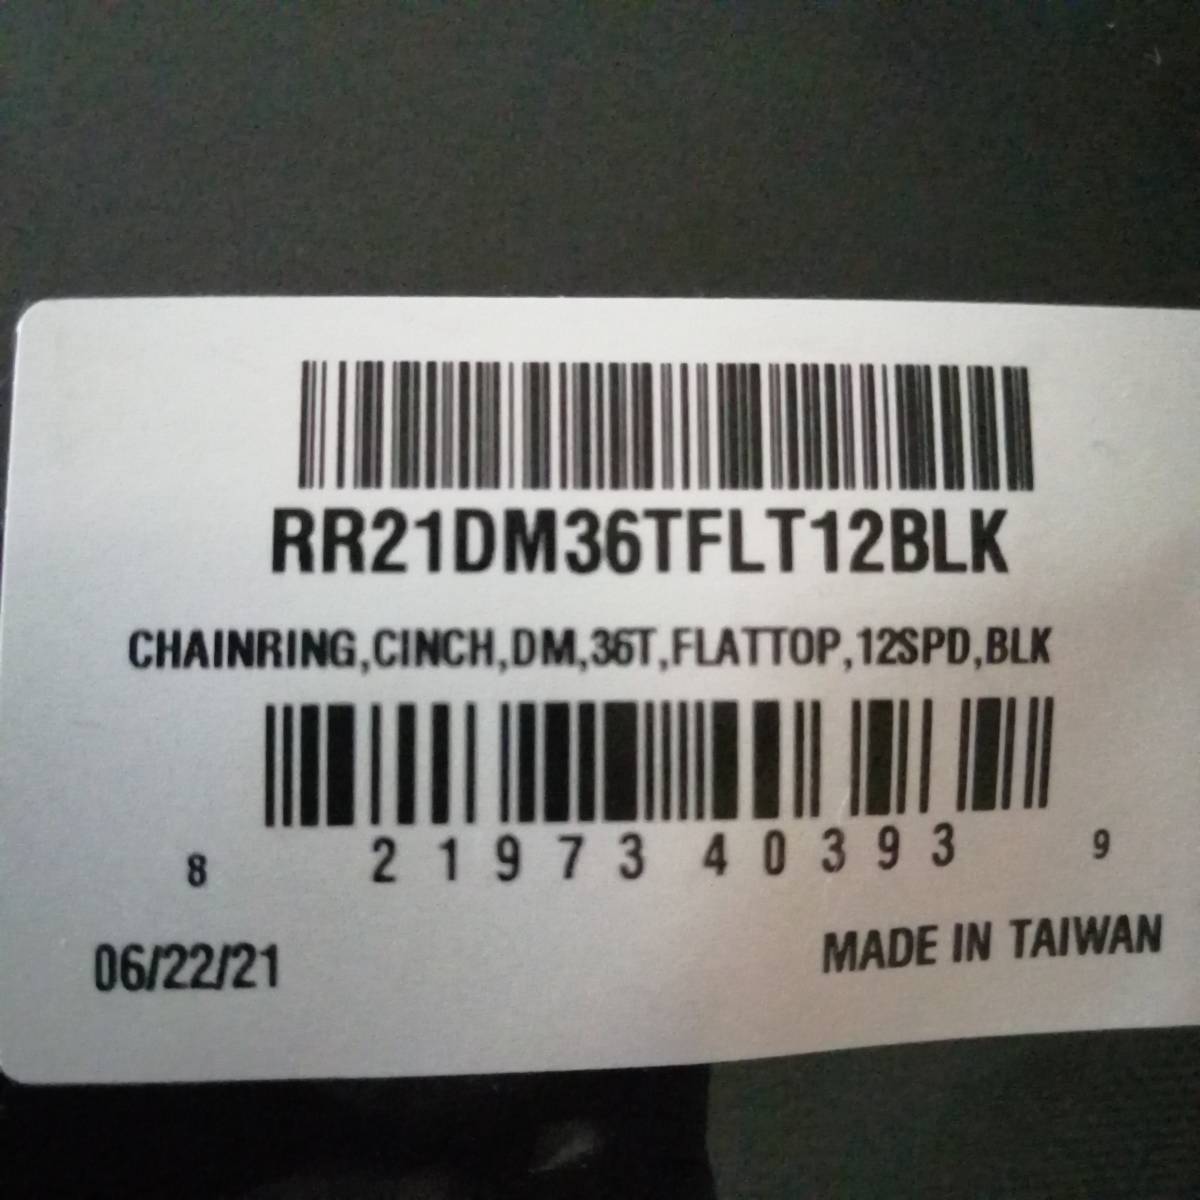 RR21DM36TFLT12BLK
CHAINRING,CINCH,DM,36T,FLATTOP,12SPD,BLK
8 21973 40393 9
06/22/21
MADE IN TAIWAN